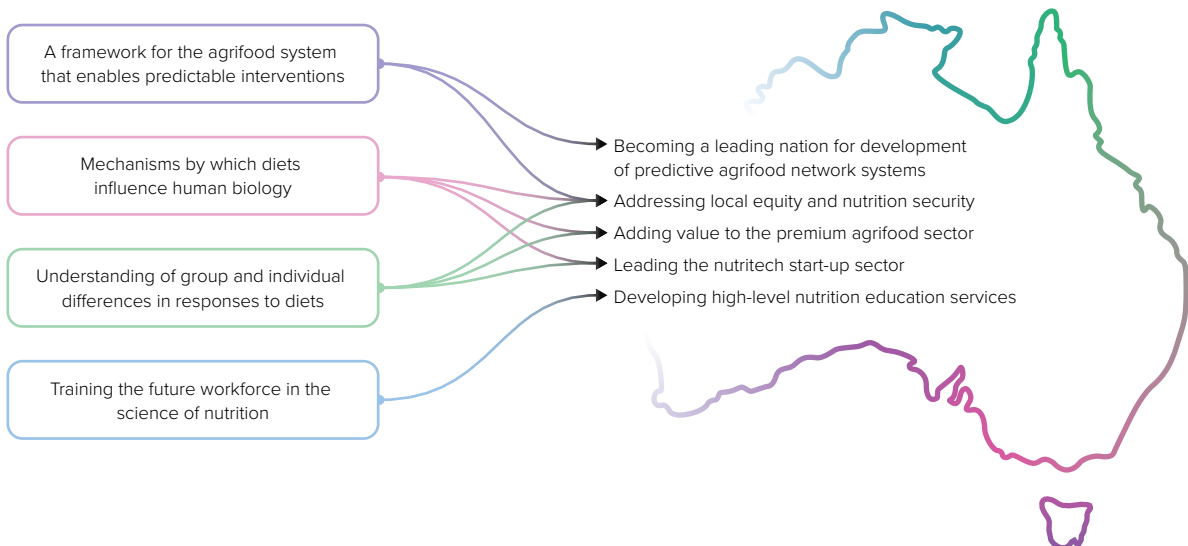 A framework for the agrifood system
that enables predictable interventions
Mechanisms by which diets
influence human biology
Understanding of group and individual
differences in responses to diets
Training the future workforce in the
science of nutrition
Becoming a leading nation for development
of predictive agrifood network systems
Addressing local equity and nutrition security
Adding value to the premium agrifood sector
Leading the nutritech start-up sector
Developing high-level nutrition education services